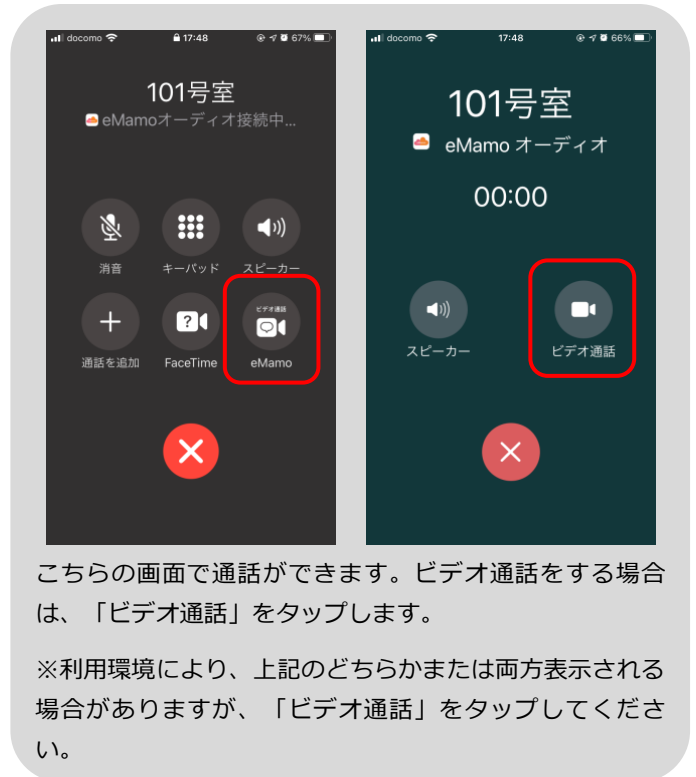 docomo 17:48 67%
101号室
eMamoオーディオ接続中...
消音 キーパッド スピーカー
ビデオ通話
通話を追加 FaceTime eMamo
docomo 17:48 66%
101号室
eMamo オーディオ
00:00
スピーカー ビデオ通話
こちらの画面で通話ができます。ビデオ通話をする場合
は、「ビデオ通話」をタップします。
※利用環境により、上記のどちらかまたは両方表示される
場合がありますが、「ビデオ通話」をタップしてくださ
い。